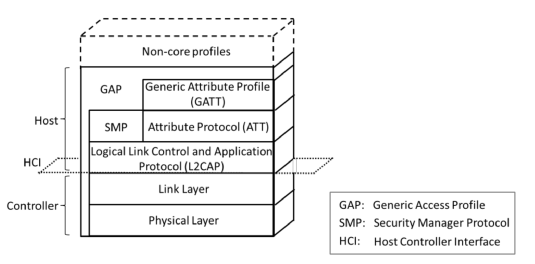 Non-core profiles
GAP
Generic Attribute Profile
(GATT)
Host
SMP
Attribute Protocol (ATT)
Logical Link Control and Application
Protocol (L2CAP)
HCI
Link Layer
Controller
Physical Layer
GAP: Generic Access Profile
SMP: Security Manager Protocol
HCI: Host Controller Interface